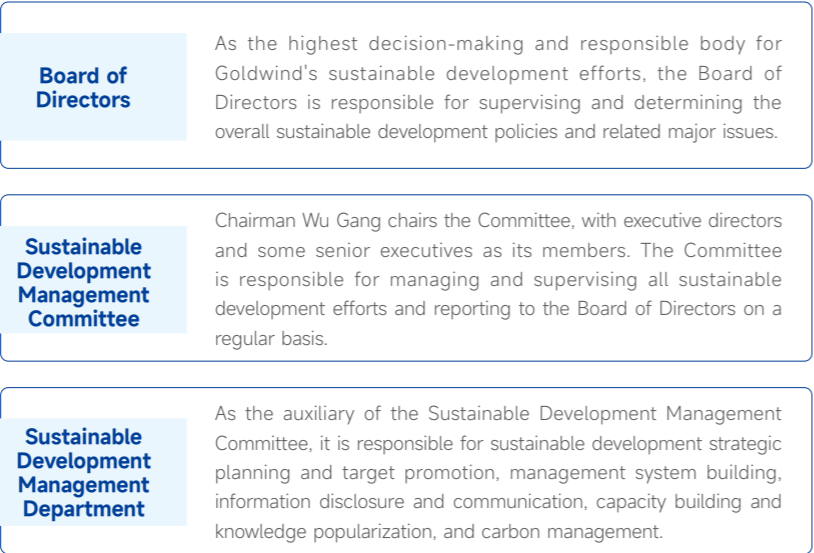 Board of
Directors
As the highest decision-making and responsible body for
Goldwind's sustainable development efforts, the Board of
Directors is responsible for supervising and determining the
overall sustainable development policies and related major issues.
Sustainable
Development
Management
Committee
Chairman Wu Gang chairs the Committee, with executive directors
and some senior executives as its members. The Committee
is responsible for managing and supervising all sustainable
development efforts and reporting to the Board of Directors on a
regular basis.
Sustainable
Development
Management
Department
As the auxiliary of the Sustainable Development Management
Committee, it is responsible for sustainable development strategic
planning and target promotion, management system building,
information disclosure and communication, capacity building and
knowledge popularization, and carbon management.